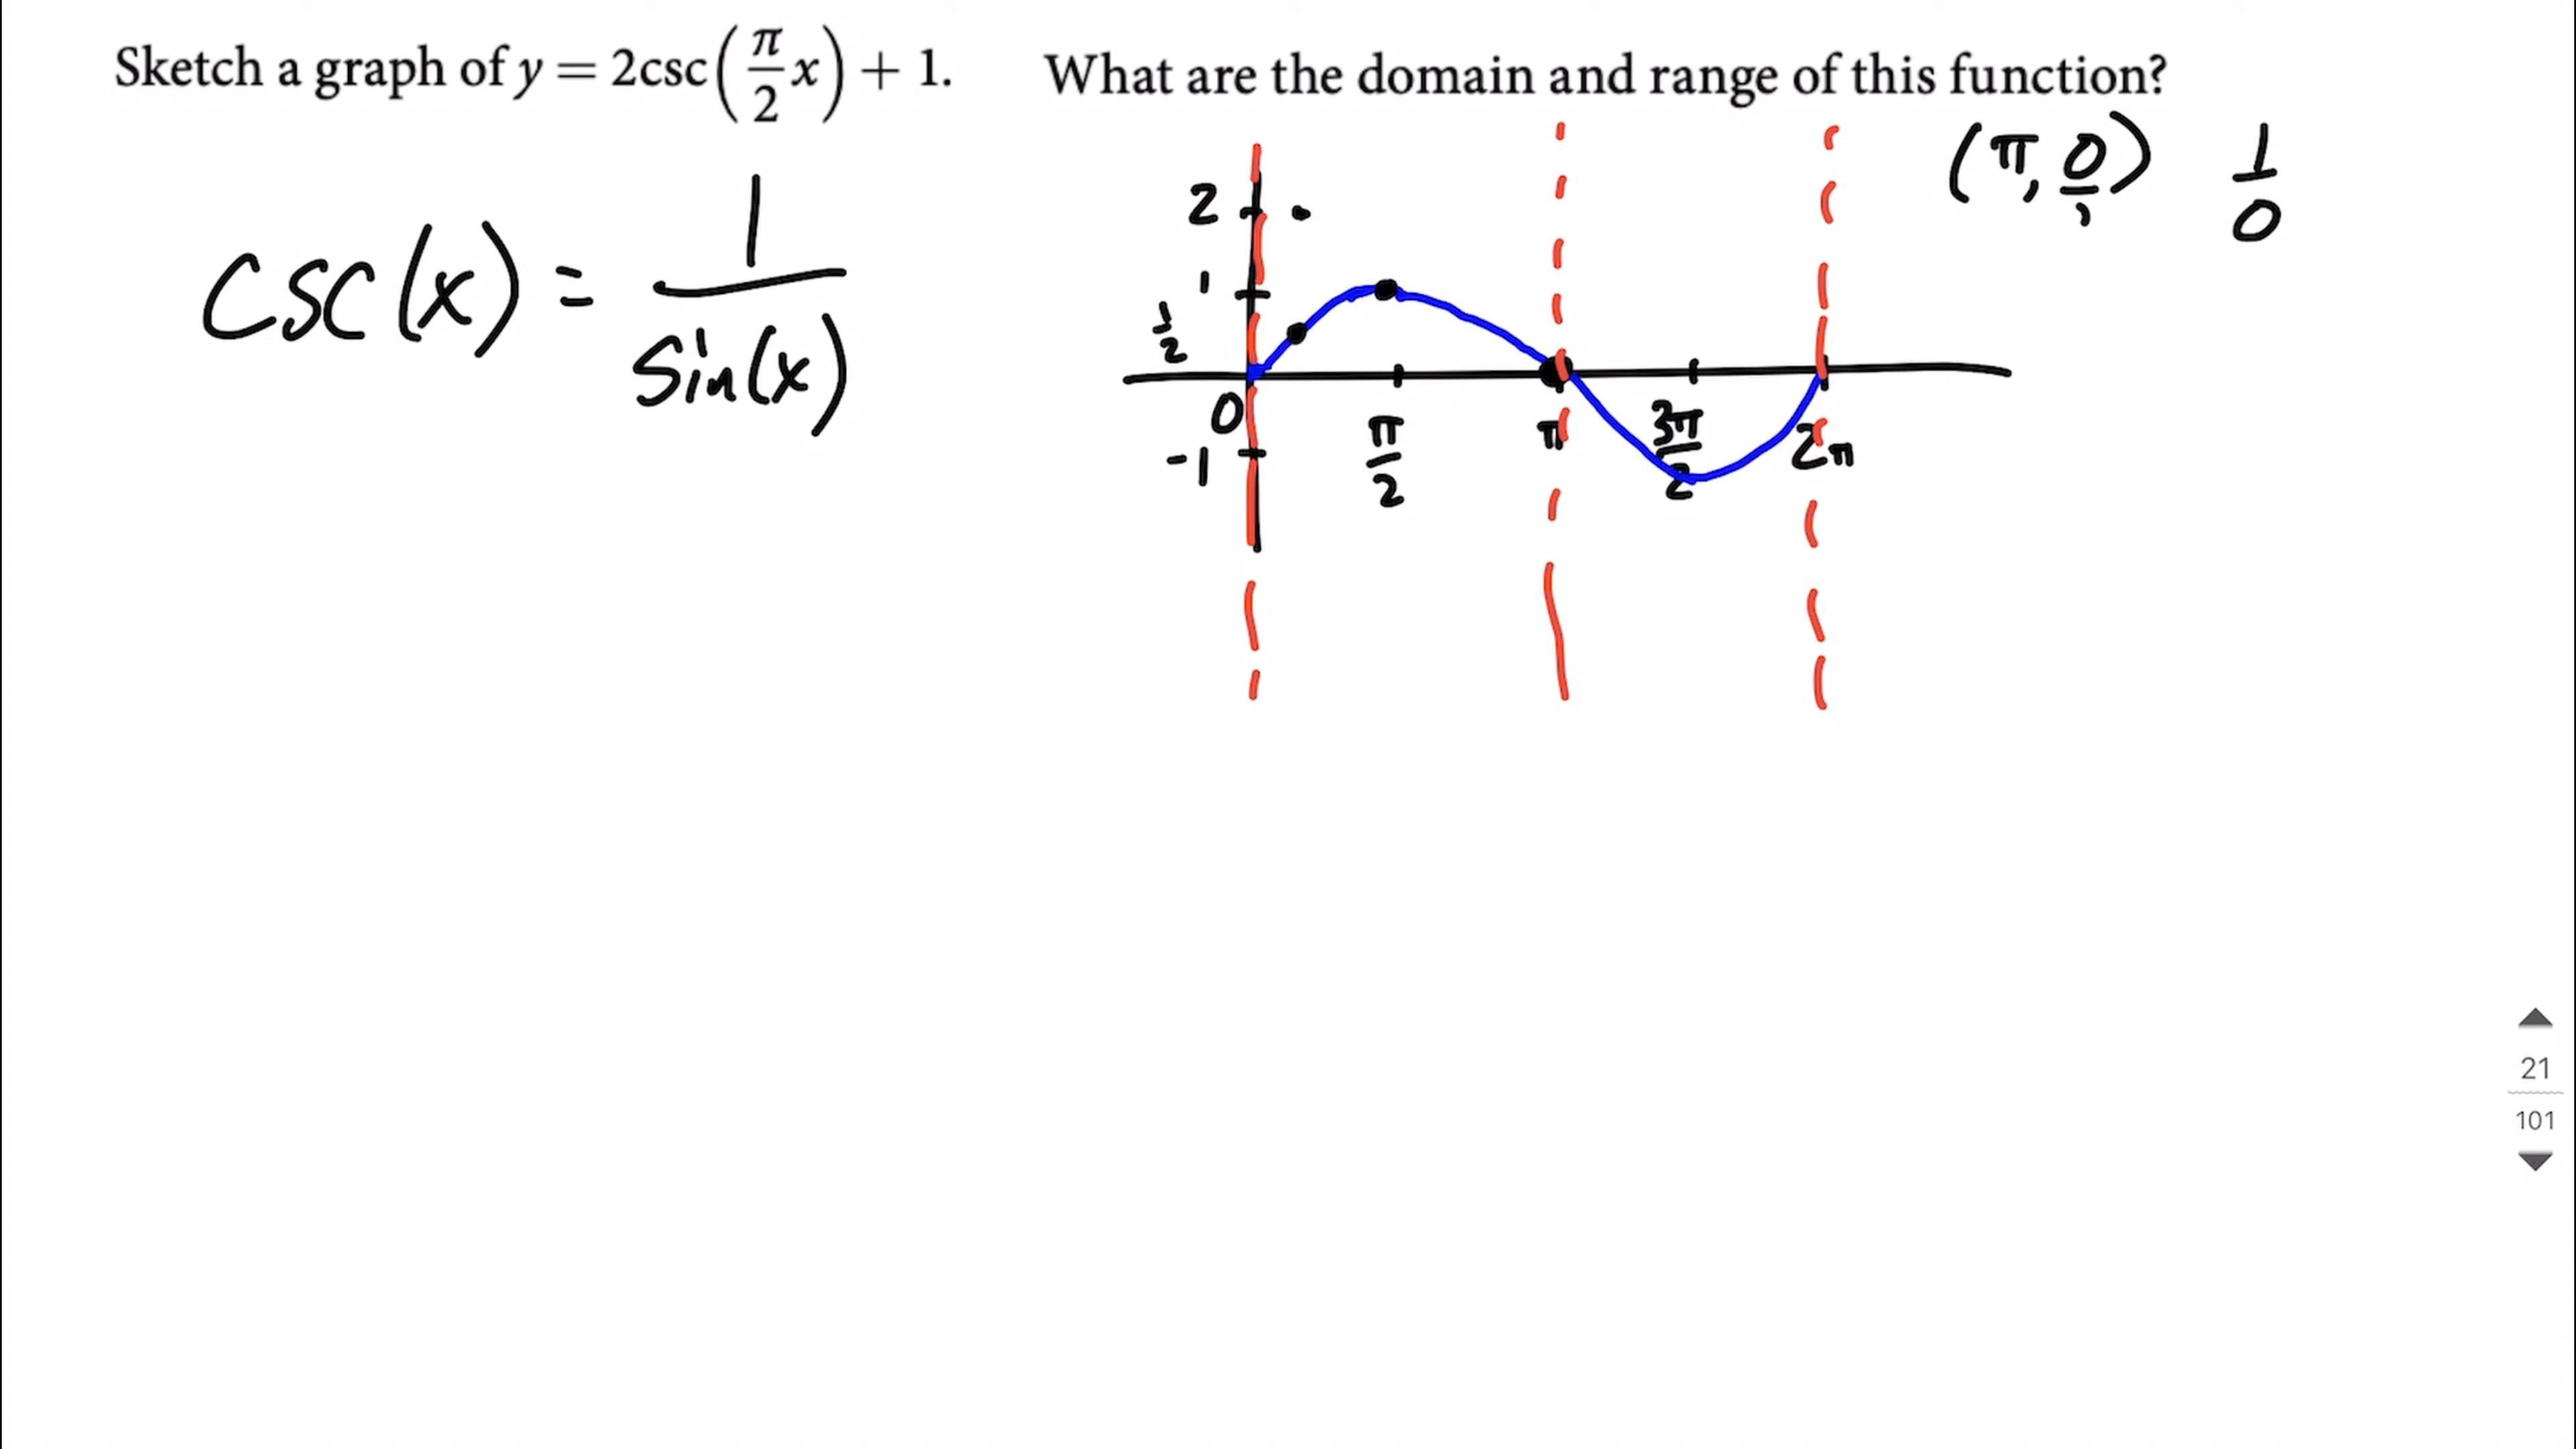 Sketch a graph of y = 2csc(π/2 x) + 1. What are the domain and range of this function?
(π, 0) 1/0
csc(x) = 1/sin(x)
2
1
1/2
0
-1
π/2 π 3π/2 2π
21
101